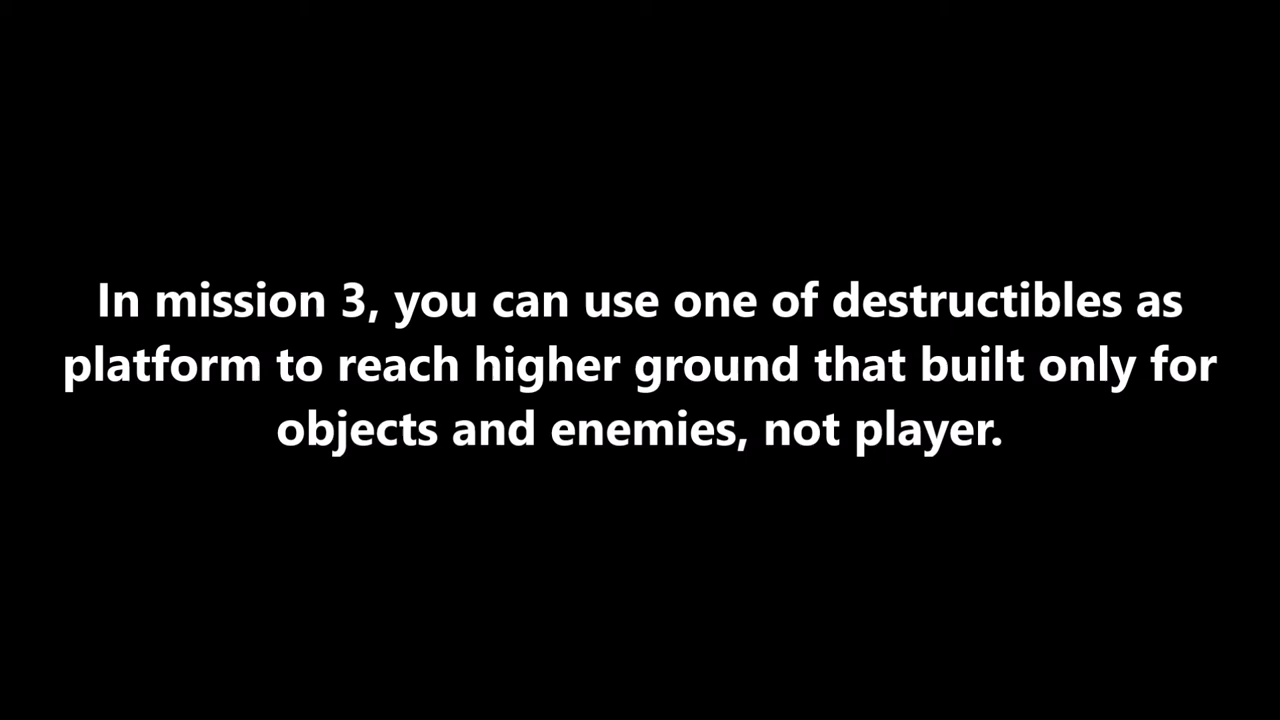 In mission 3, you can use one of destructibles as
platform to reach higher ground that built only for
objects and enemies, not player.